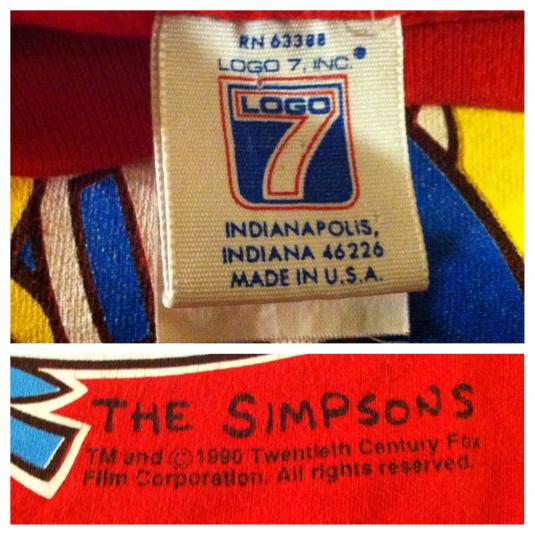 RN 63388
LOGO 7, INC.
LOGO
7
INDIANAPOLIS,
INDIANA 46226
MADE IN U.S.A.
THE SIMPSONS
TM and © 1990 Twentieth Century Fox
Film Corporation. All rights reserved.